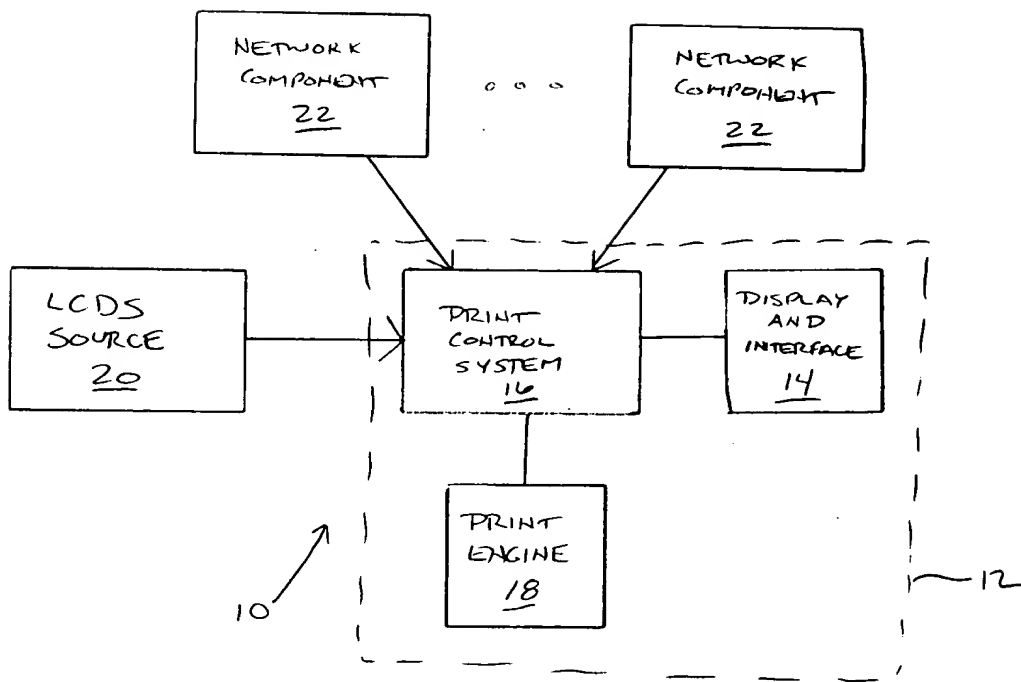 NETWORK
COMPONENT
22
NETWORK
COMPONENT
22
LCDS
SOURCE
20
PRINT
CONTROL
SYSTEM
16
DISPLAY
AND
INTERFACE
14
PRINT
ENGINE
18
10
12